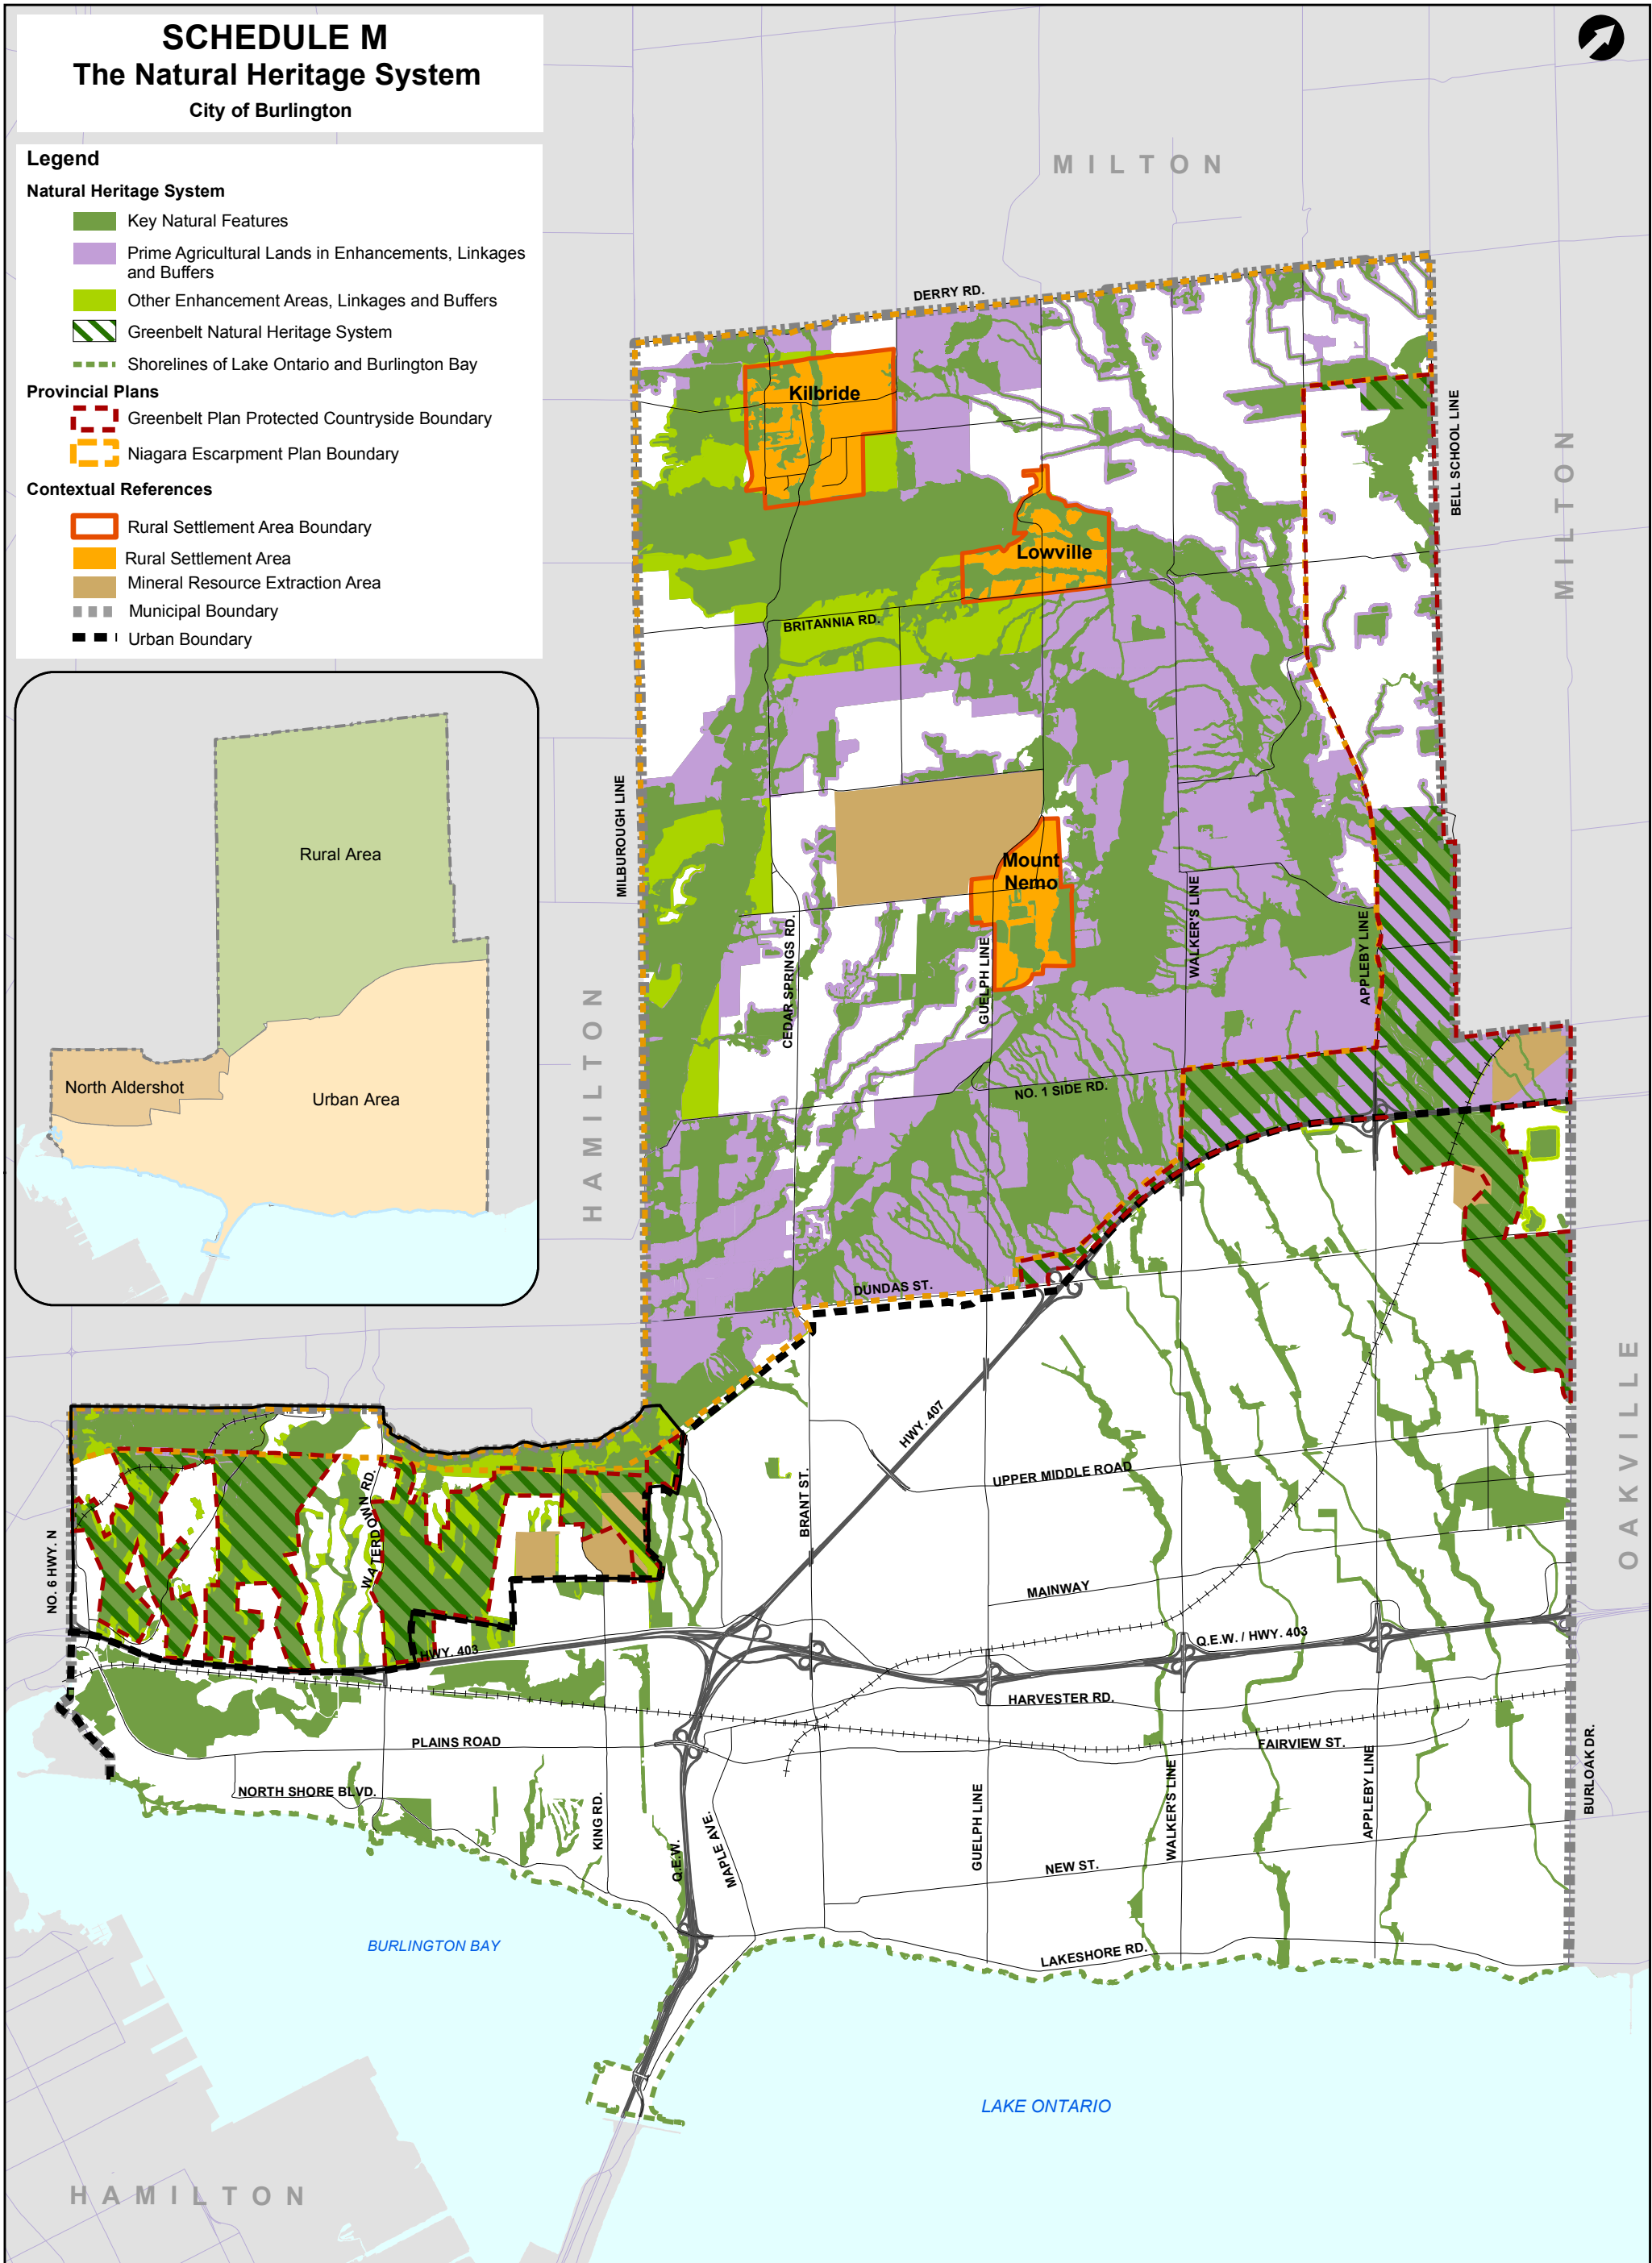 SCHEDULE M
The Natural Heritage System
City of Burlington
Legend
Natural Heritage System
Key Natural Features
Prime Agricultural Lands in Enhancements, Linkages
and Buffers
Other Enhancement Areas, Linkages and Buffers
Greenbelt Natural Heritage System
Shorelines of Lake Ontario and Burlington Bay
Provincial Plans
Greenbelt Plan Protected Countryside Boundary
Niagara Escarpment Plan Boundary
Contextual References
Rural Settlement Area Boundary
Rural Settlement Area
Mineral Resource Extraction Area
Municipal Boundary
Urban Boundary
Rural Area
North Aldershot
Urban Area
MILTON
DERRY RD.
Kilbride
BELL SCHOOL LINE
MILTON
Lowville
BRITANNIA RD.
MILBOROUGH LINE
Mount
Nemo
CEDAR SPRINGS RD.
GUELPH LINE
WALKER'S LINE
APPLEBY LINE
HAMILTON
NO. 1 SIDE RD.
DUNDAS ST.
OAKVILLE
HWY. 407
UPPER MIDDLE ROAD
BRANT ST.
WATERDOWN RD.
NO. 6 HWY. N
MAINWAY
Q.E.W. / HWY. 403
HWY. 403
HARVESTER RD.
PLAINS ROAD
FAIRVIEW ST.
BURLOAK DR.
NORTH SHORE BLVD.
KING RD.
Q.E.W.
MAPLE AVE.
GUELPH LINE
WALKER'S LINE
APPLEBY LINE
NEW ST.
LAKESHORE RD.
BURLINGTON BAY
LAKE ONTARIO
HAMILTON